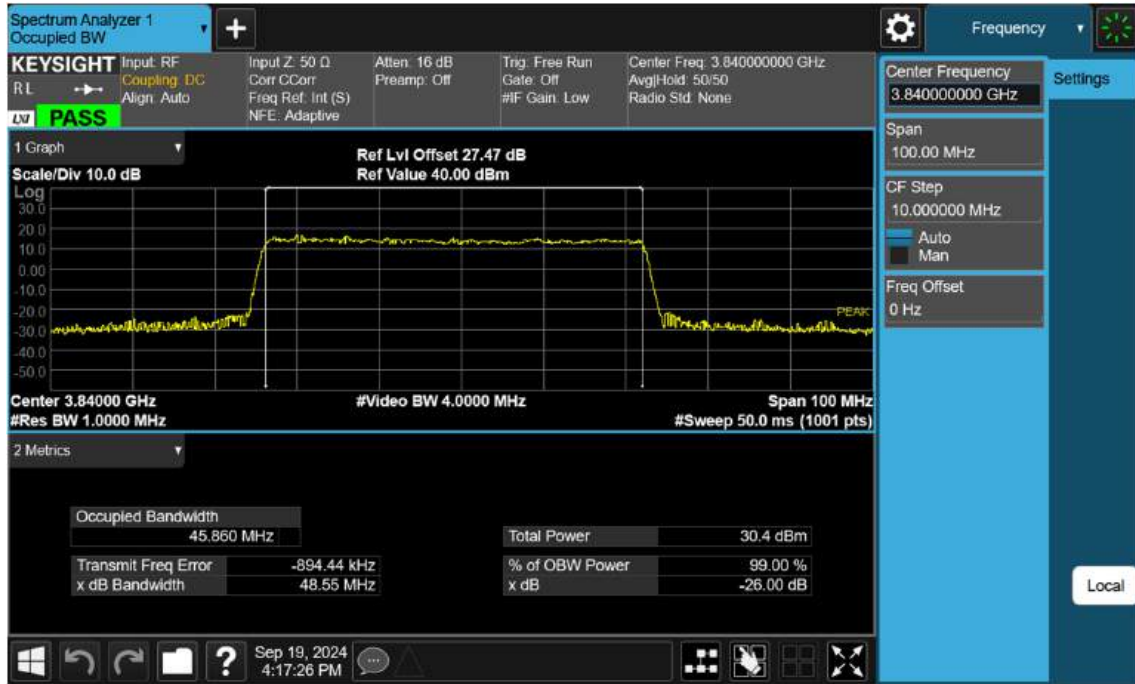 Spectrum Analyzer 1
Occupied BW
Frequency
KEYSIGHT
R L
LXI PASS
Input: RF
Coupling: DC
Align: Auto
Input Z: 50 Ω
Corr CCorr
Freq Ref: Int (S)
NFE: Adaptive
Atten: 16 dB
Preamp: Off
Trig: Free Run
Gate: Off
#IF Gain: Low
Center Freq: 3.840000000 GHz
Avg|Hold: 50/50
Radio Std: None
Center Frequency
3.840000000 GHz
Settings
Span
100.00 MHz
CF Step
10.000000 MHz
Auto
Man
Freq Offset
0 Hz
1 Graph
Scale/Div 10.0 dB
Ref Lvl Offset 27.47 dB
Ref Value 40.00 dBm
Log
30.0
20.0
10.0
0.00
-10.0
-20.0
-30.0
-40.0
-50.0
PEAK
Center 3.84000 GHz
#Video BW 4.0000 MHz
Span 100 MHz
#Res BW 1.0000 MHz
#Sweep 50.0 ms (1001 pts)
2 Metrics
Occupied Bandwidth
45.860 MHz
Total Power 30.4 dBm
Transmit Freq Error -894.44 kHz
% of OBW Power 99.00 %
x dB Bandwidth 48.55 MHz
x dB -26.00 dB
Local
?
Sep 19, 2024
4:17:26 PM